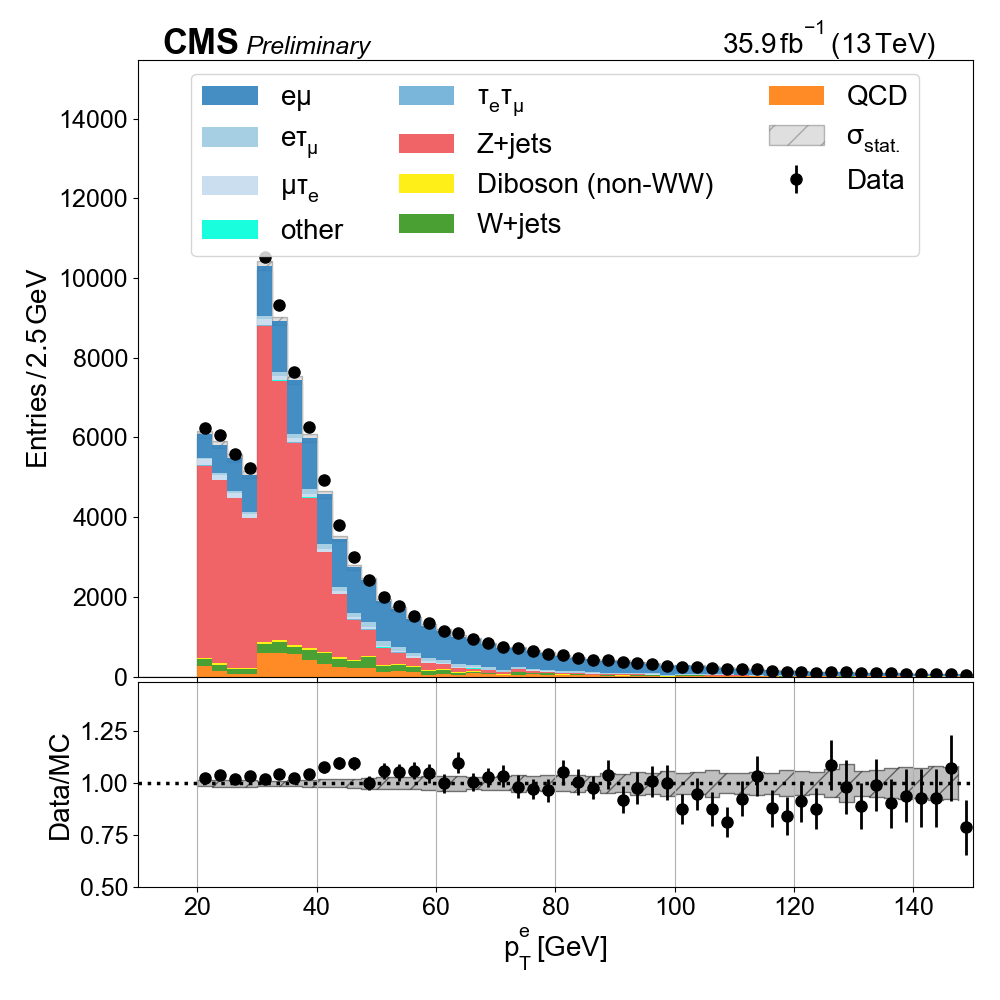 CMS Preliminary 35.9 fb⁻¹ (13 TeV)
eμ
eτμ
μτe
other
τeτμ
Z+jets
Diboson (non-WW)
W+jets
QCD
σstat.
Data
Entries / 2.5 GeV
14000
12000
10000
8000
6000
4000
2000
0
Data/MC
1.25
1.00
0.75
0.50
20 40 60 80 100 120 140
pTe [GeV]